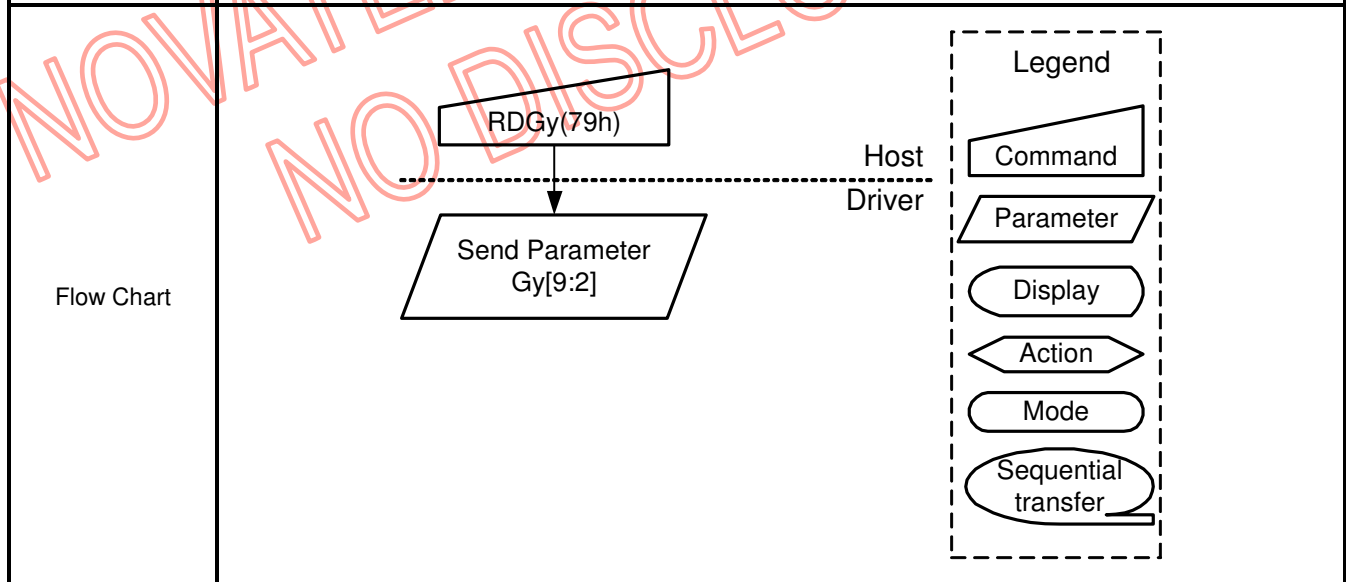 NOVATE
NO DISCLO
Legend
RDGy(79h)
Host
Command
Driver
Parameter
Send Parameter
Gy[9:2]
Flow Chart
Display
Action
Mode
Sequential
transfer